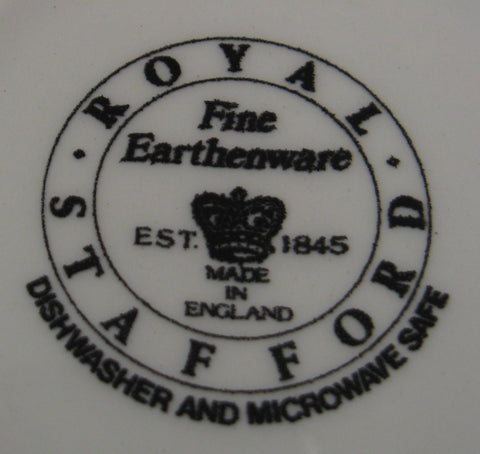 ROYAL
STAFFORD
Fine
Earthenware
EST. 1845
MADE
IN
ENGLAND
DISHWASHER AND MICROWAVE SAFE